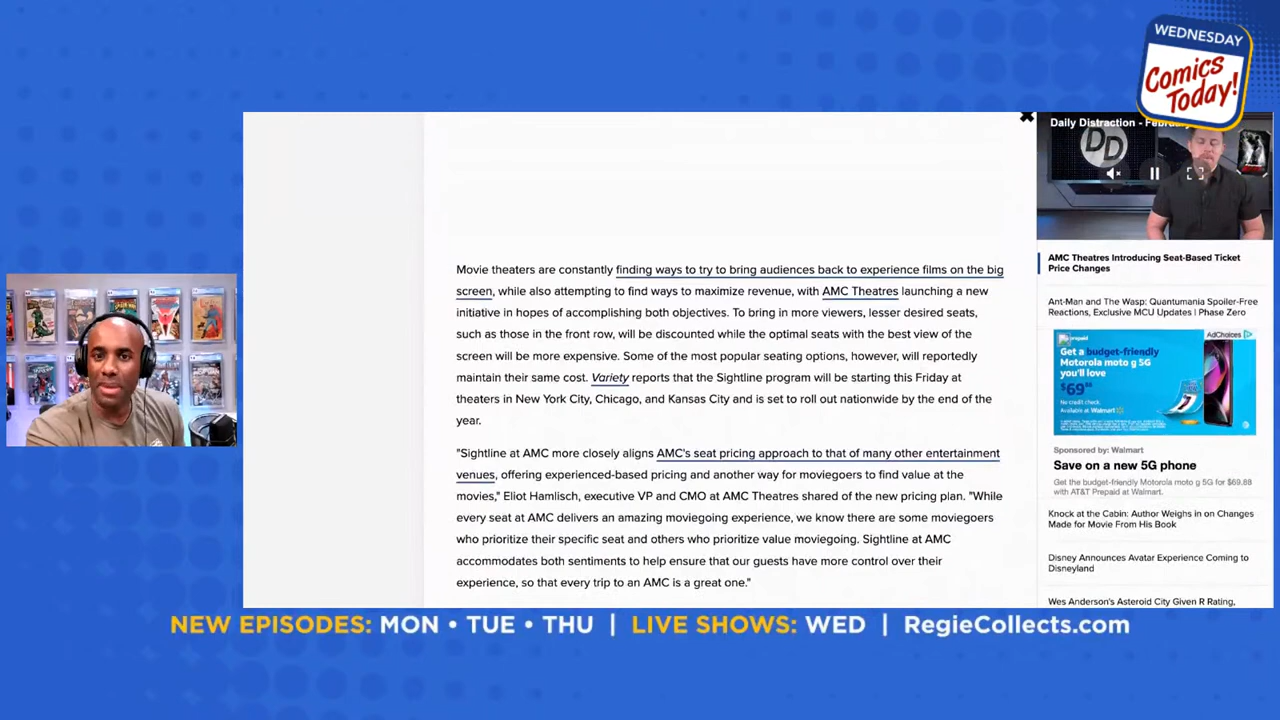 WEDNESDAY
Comics
Today!
Daily Distraction - Februa
DD
Movie theaters are constantly finding ways to try to bring audiences back to experience films on the big
screen, while also attempting to find ways to maximize revenue, with AMC Theatres launching a new
initiative in hopes of accomplishing both objectives. To bring in more viewers, lesser desired seats,
such as those in the front row, will be discounted while the optimal seats with the best view of the
screen will be more expensive. Some of the most popular seating options, however, will reportedly
maintain their same cost. Variety reports that the Sightline program will be starting this Friday at
theaters in New York City, Chicago, and Kansas City and is set to roll out nationwide by the end of the
year.
"Sightline at AMC more closely aligns AMC's seat pricing approach to that of many other entertainment
venues, offering experienced-based pricing and another way for moviegoers to find value at the
movies," Eliot Hamlisch, executive VP and CMO at AMC Theatres shared of the new pricing plan. "While
every seat at AMC delivers an amazing moviegoing experience, we know there are some moviegoers
who prioritize their specific seat and others who prioritize value moviegoing. Sightline at AMC
accommodates both sentiments to help ensure that our guests have more control over their
experience, so that every trip to an AMC is a great one."
AMC Theatres Introducing Seat-Based Ticket
Price Changes
Ant-Man and The Wasp: Quantumania Spoiler-Free
Reactions, Exclusive MCU Updates | Phase Zero
AdChoices
prepaid
Get a budget-friendly
Motorola moto g 5G
you'll love
$69.88
No credit check.
Available at Walmart
Sponsored by: Walmart
Save on a new 5G phone
Get the budget-friendly Motorola moto g 5G for $69.88
with AT&T Prepaid at Walmart.
Knock at the Cabin: Author Weighs in on Changes
Made for Movie From His Book
Disney Announces Avatar Experience Coming to
Disneyland
Wes Anderson's Asteroid City Given R Rating,
NEW EPISODES: MON • TUE • THU | LIVE SHOWS: WED | RegieCollects.com